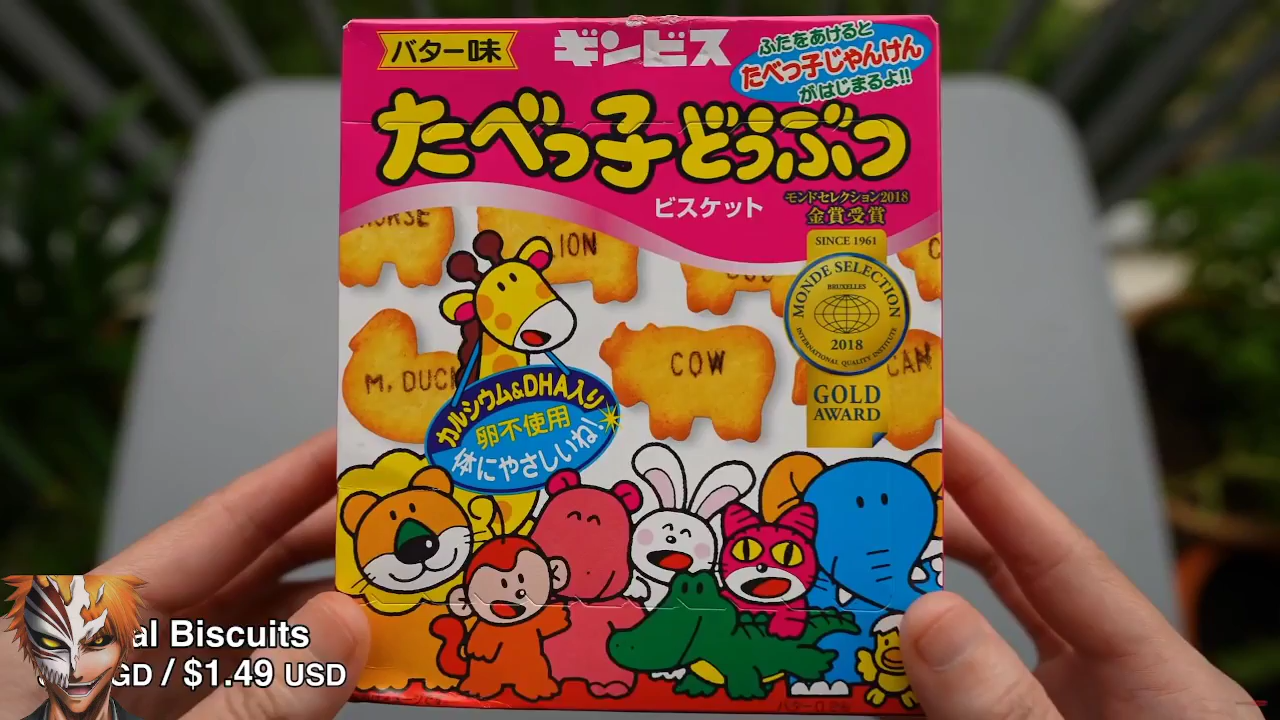 バター味
ギンビス
ふたをあけると
たべっ子じゃんけん
がはじまるよ!!
たべっ子どうぶつ
ビスケット
モンドセレクション2018
金賞受賞
SINCE 1961
MONDE SELECTION
BRUXELLES
2018
INTERNATIONAL QUALITY INSTITUTE
GOLD
AWARD
LION
COW
M, DUCK
カルシウム&DHA入り
卵不使用
体にやさしいね!
al Biscuits
GD / $1.49 USD